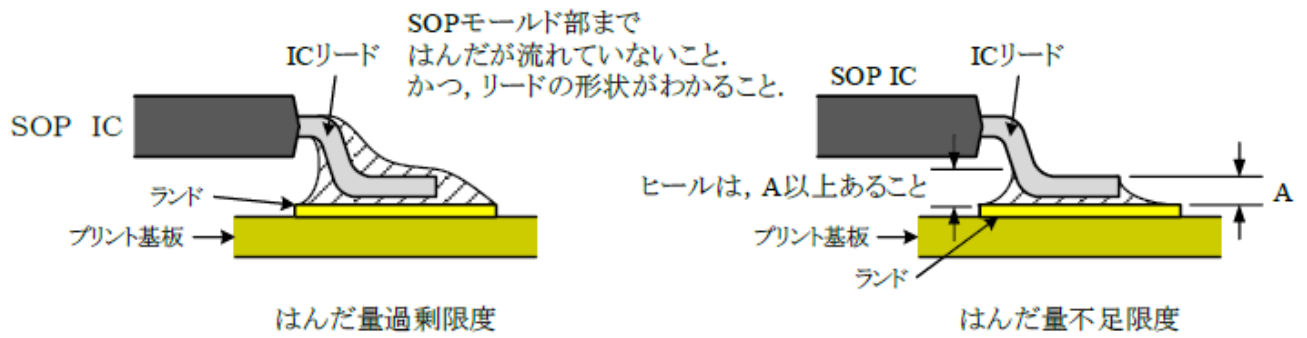 SOPモールド部まで
はんだが流れていないこと.
かつ, リードの形状がわかること.
ICリード
SOP IC
ランド
プリント基板
はんだ量過剰限度
ICリード
SOP IC
ヒールは, A以上あること
A
プリント基板
ランド
はんだ量不足限度